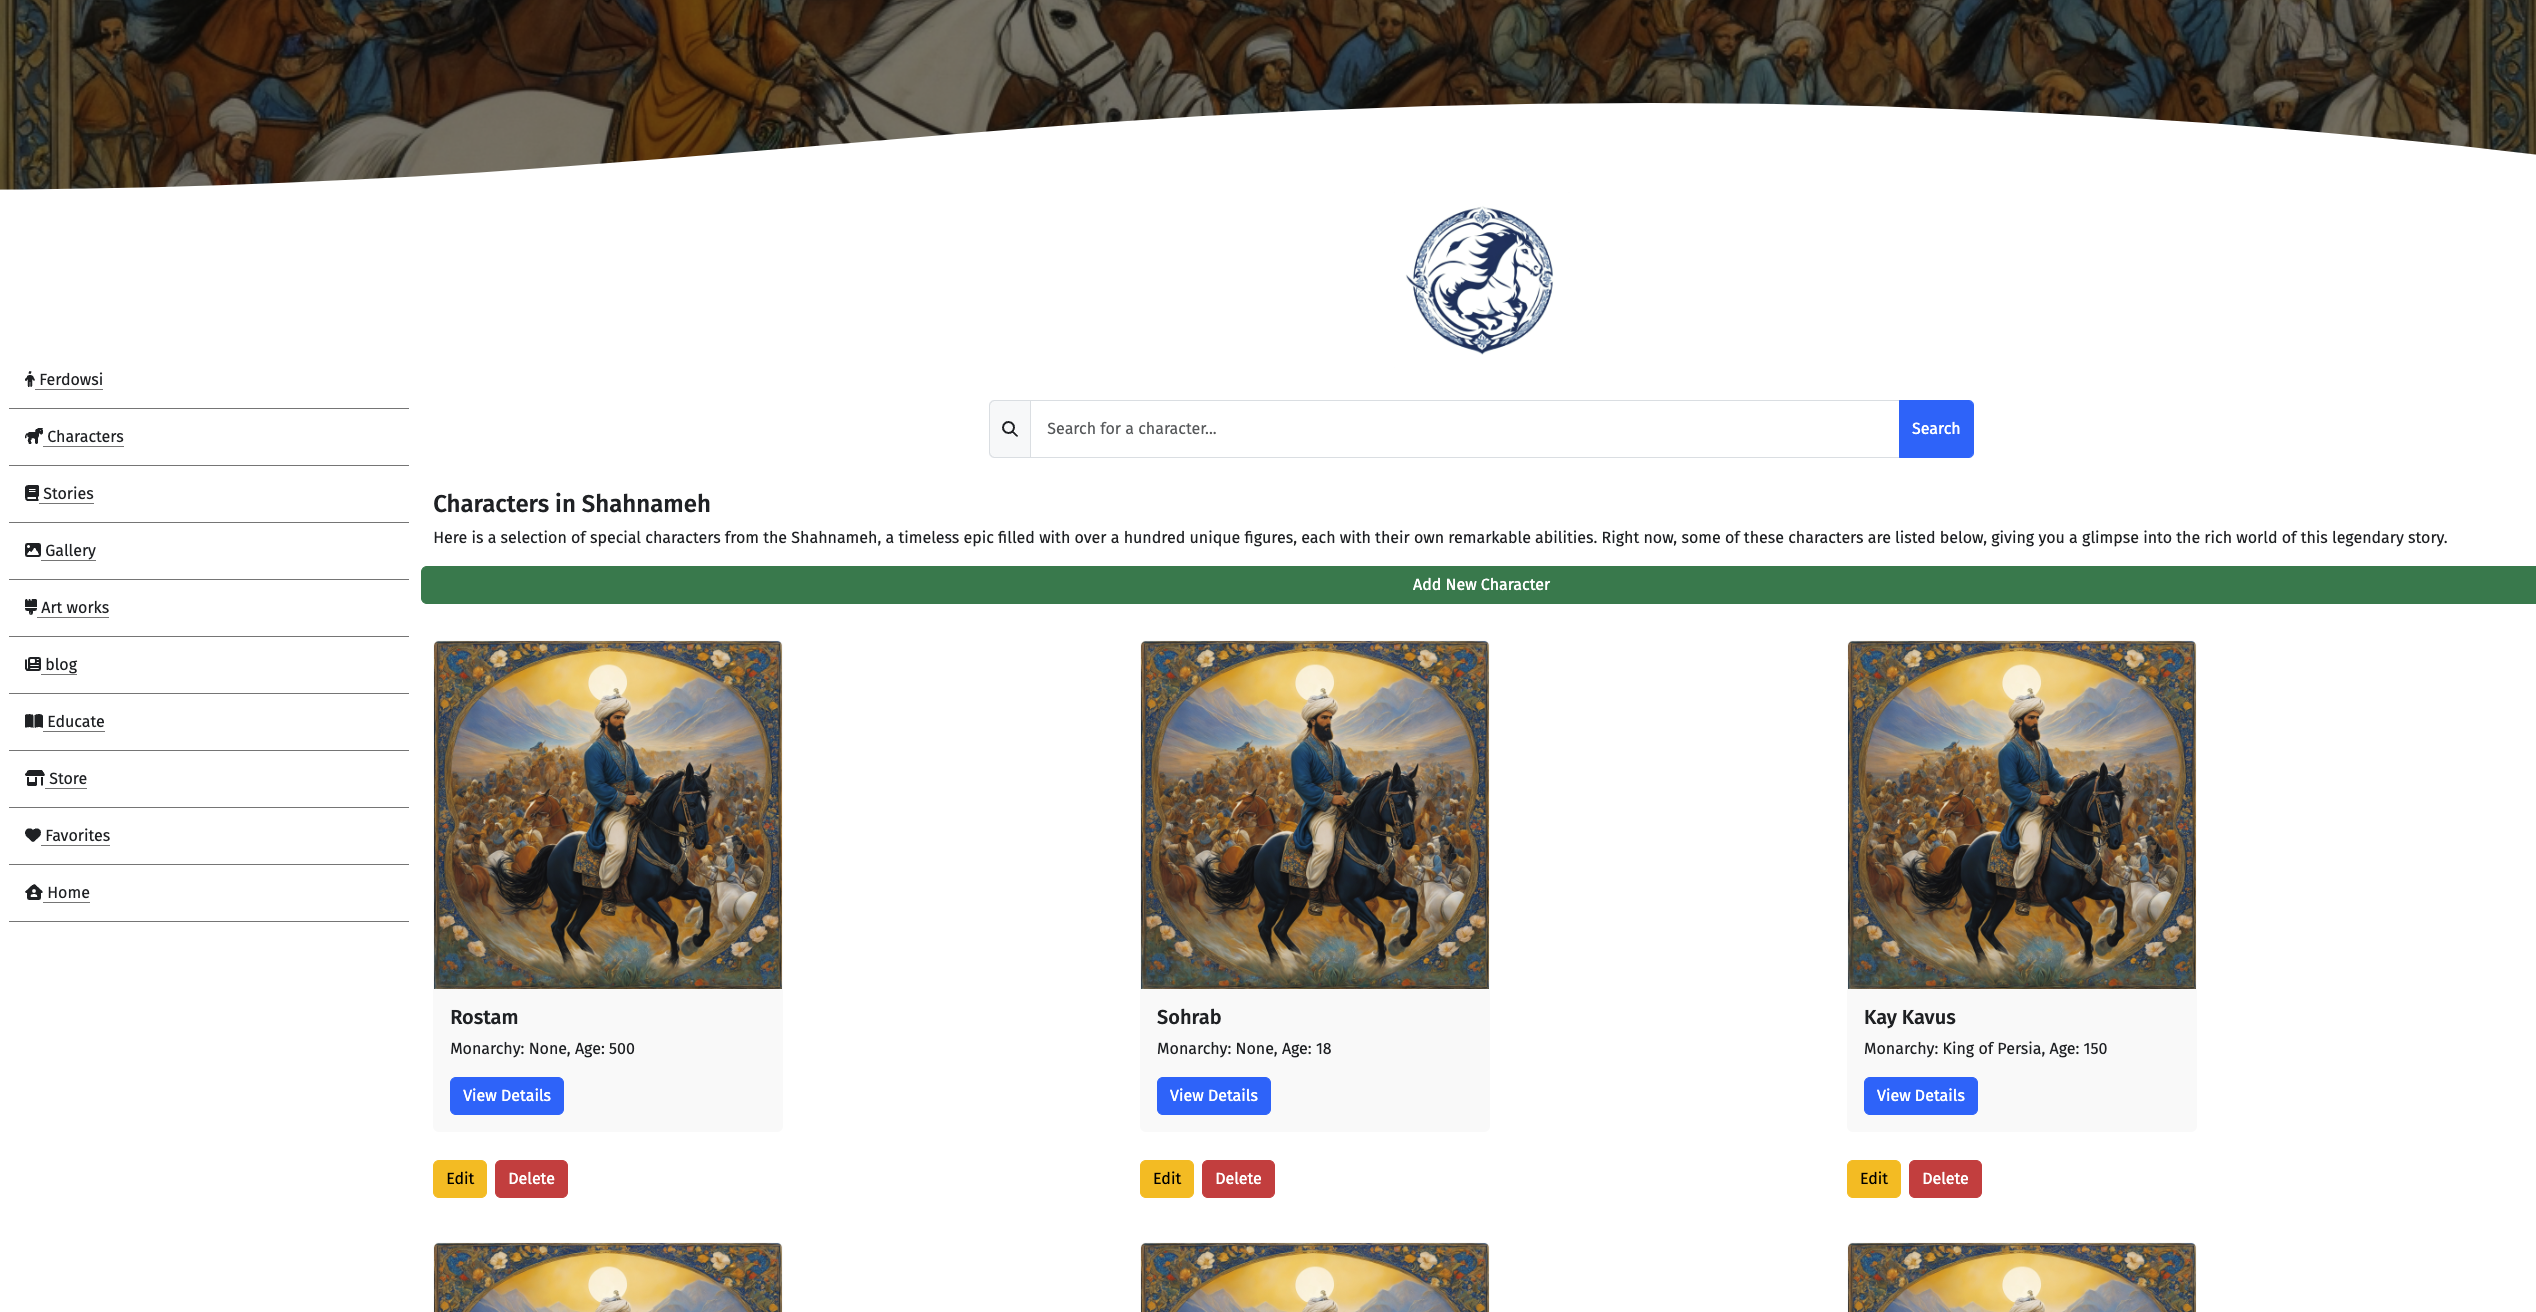 Ferdowsi
Characters
Stories
Gallery
Art works
blog
Educate
Store
Favorites
Home
Search for a character...
Search
Characters in Shahnameh
Here is a selection of special characters from the Shahnameh, a timeless epic filled with over a hundred unique figures, each with their own remarkable abilities. Right now, some of these characters are listed below, giving you a glimpse into the rich world of this legendary story.
Add New Character
Rostam
Monarchy: None, Age: 500
View Details
Edit
Delete
Sohrab
Monarchy: None, Age: 18
View Details
Edit
Delete
Kay Kavus
Monarchy: King of Persia, Age: 150
View Details
Edit
Delete